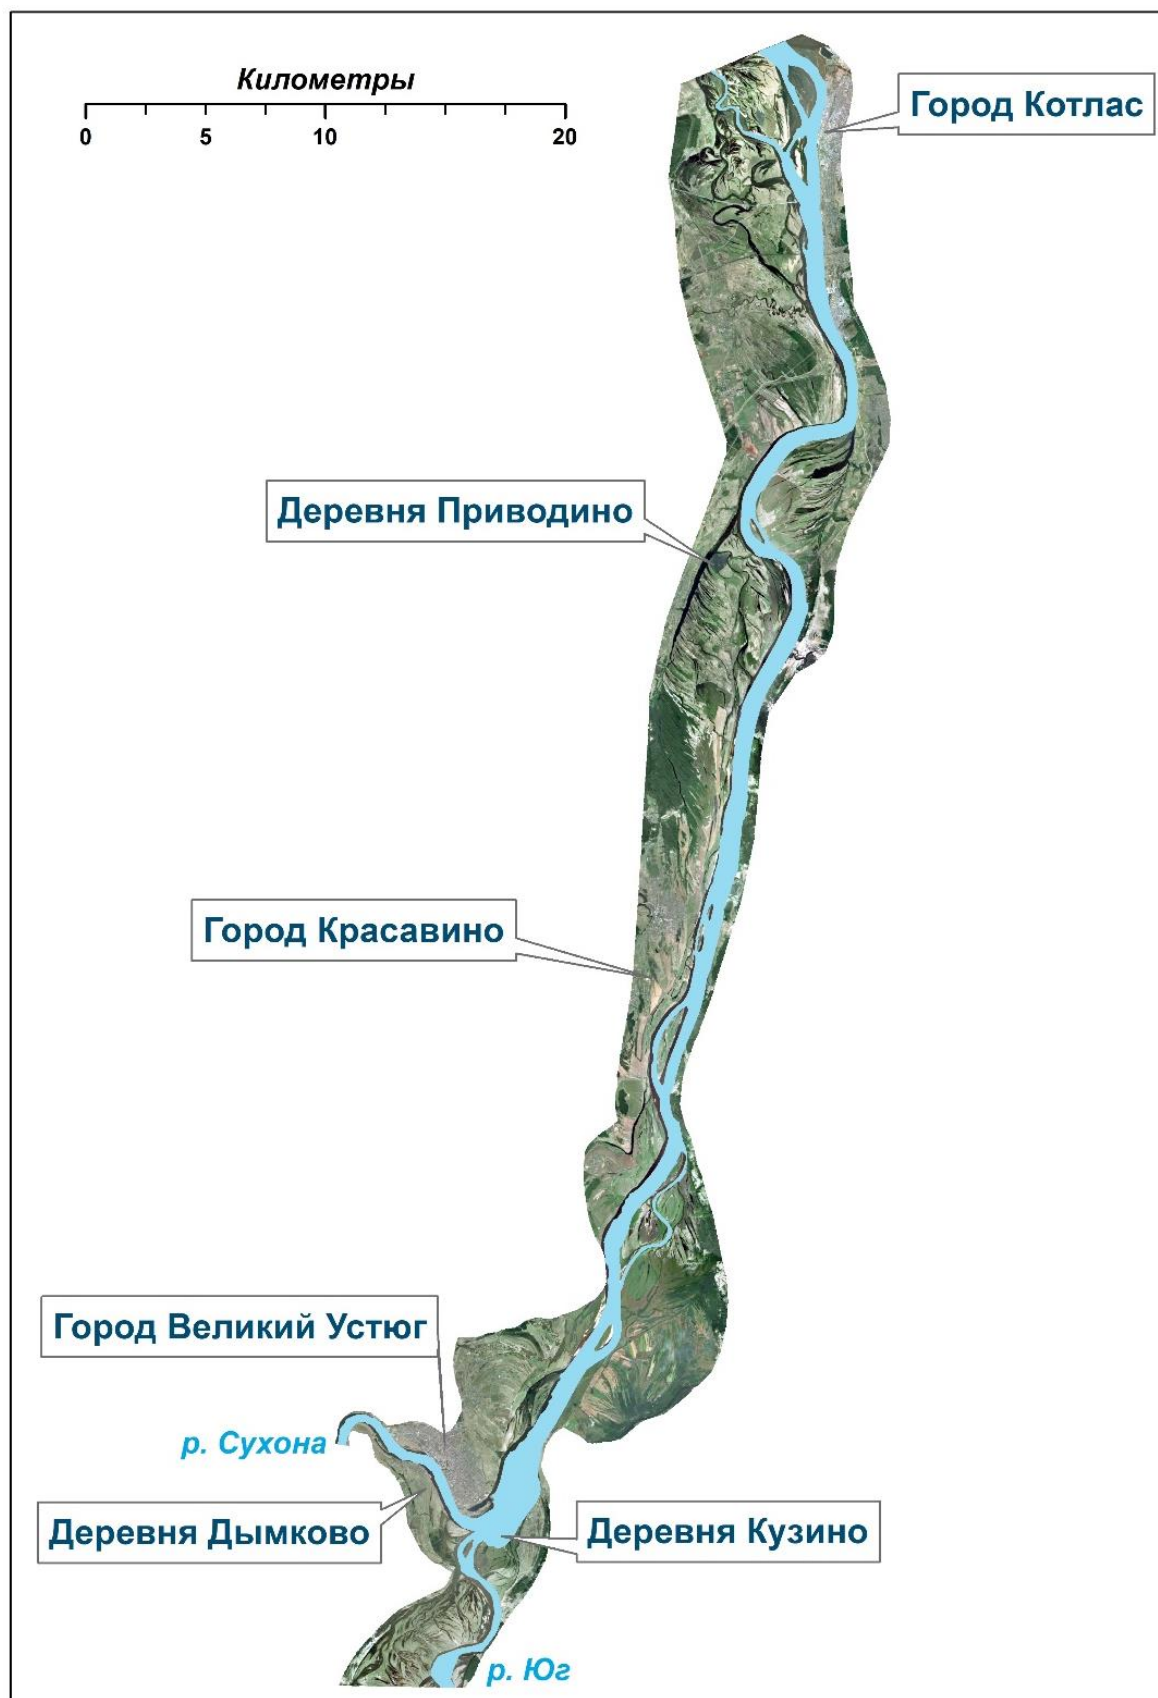 Километры
0 5 10 20
Город Котлас
Деревня Приводино
Город Красавино
Город Великий Устюг
р. Сухона
Деревня Дымково
Деревня Кузино
р. Юг